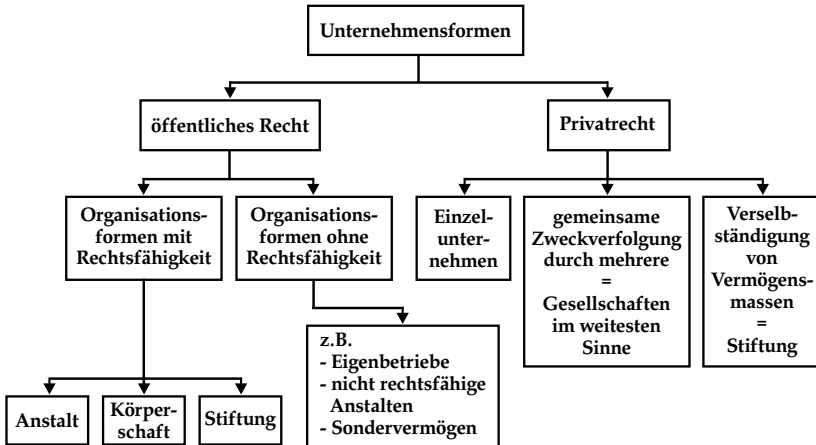 Unternehmensformen
öffentliches Recht
Privatrecht
Organisations-
formen mit
Rechtsfähigkeit
Organisations-
formen ohne
Rechtsfähigkeit
Einzel-
unter-
nehmen
gemeinsame
Zweckverfolgung
durch mehrere
=
Gesellschaften
im weitesten
Sinne
Verselb-
ständigung
von
Vermögens-
massen
=
Stiftung
Anstalt
Körper-
schaft
Stiftung
z.B.
- Eigenbetriebe
- nicht rechtsfähige
Anstalten
- Sondervermögen